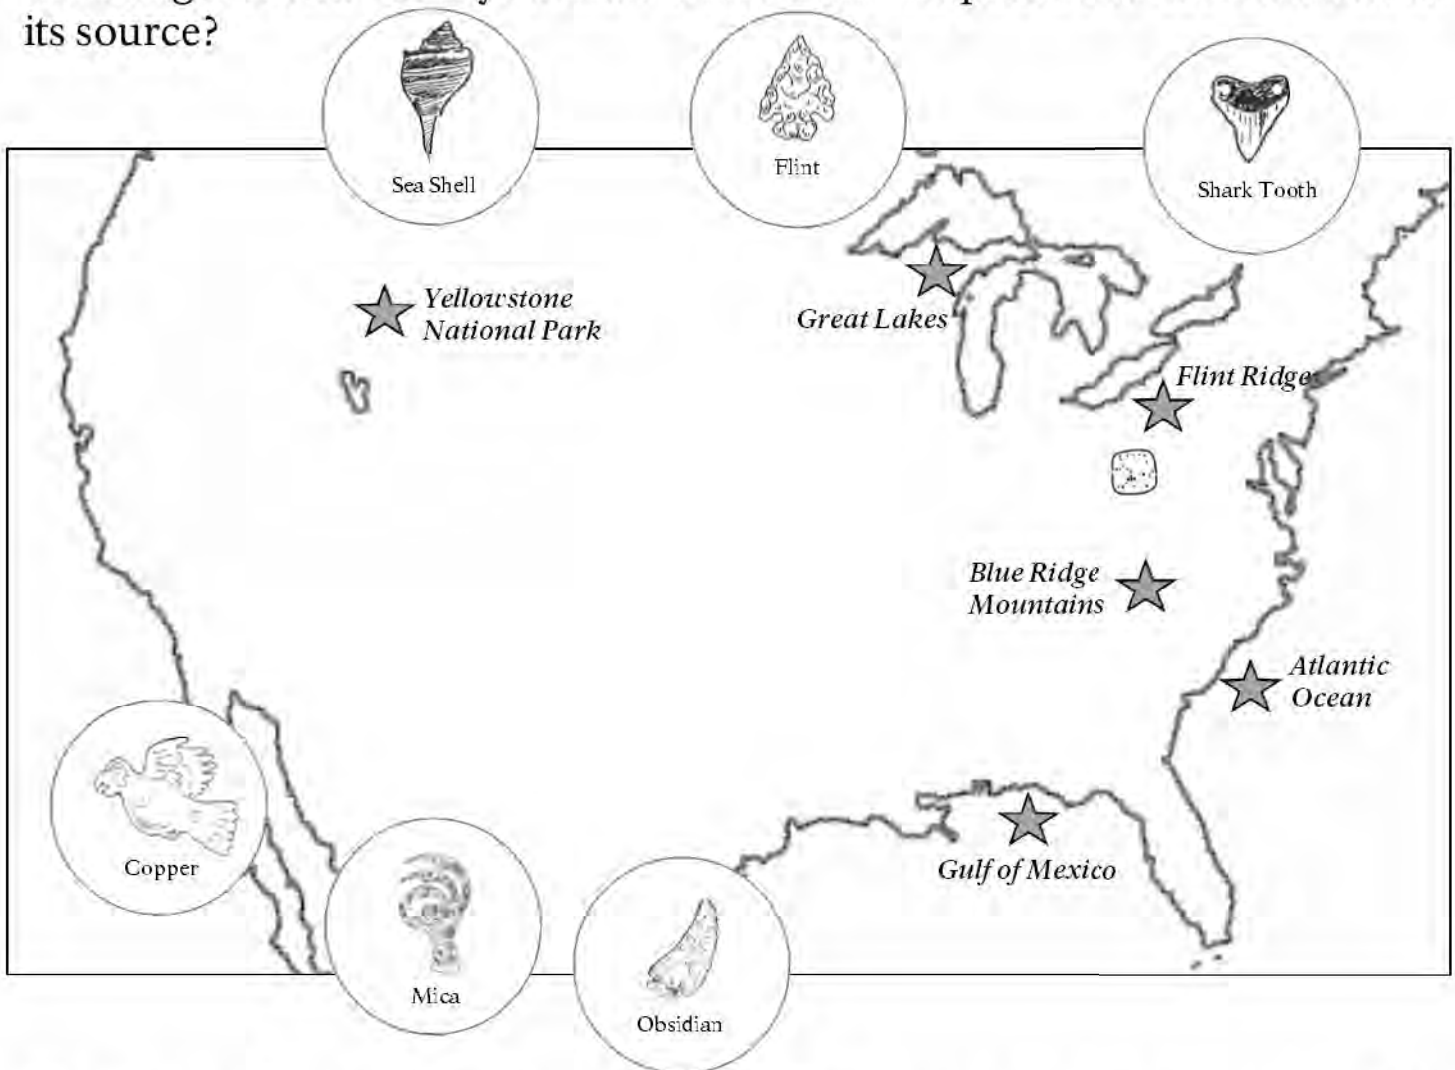 its source?
Sea Shell
Flint
Shark Tooth
Yellowstone
National Park
Great Lakes
Flint Ridge
Blue Ridge
Mountains
Atlantic
Ocean
Copper
Gulf of Mexico
Mica
Obsidian